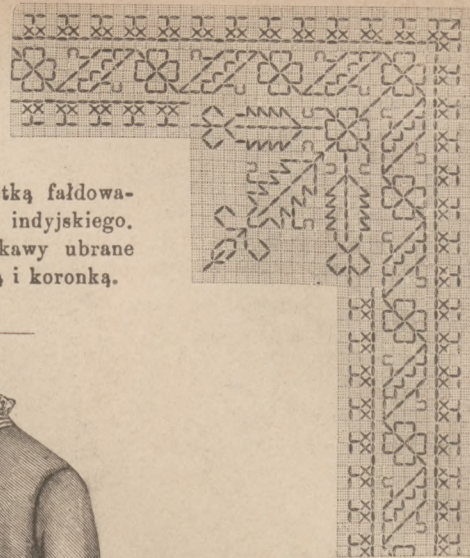 tką fałdowa-
indyjskiego.
kawy ubrane
i koronką.